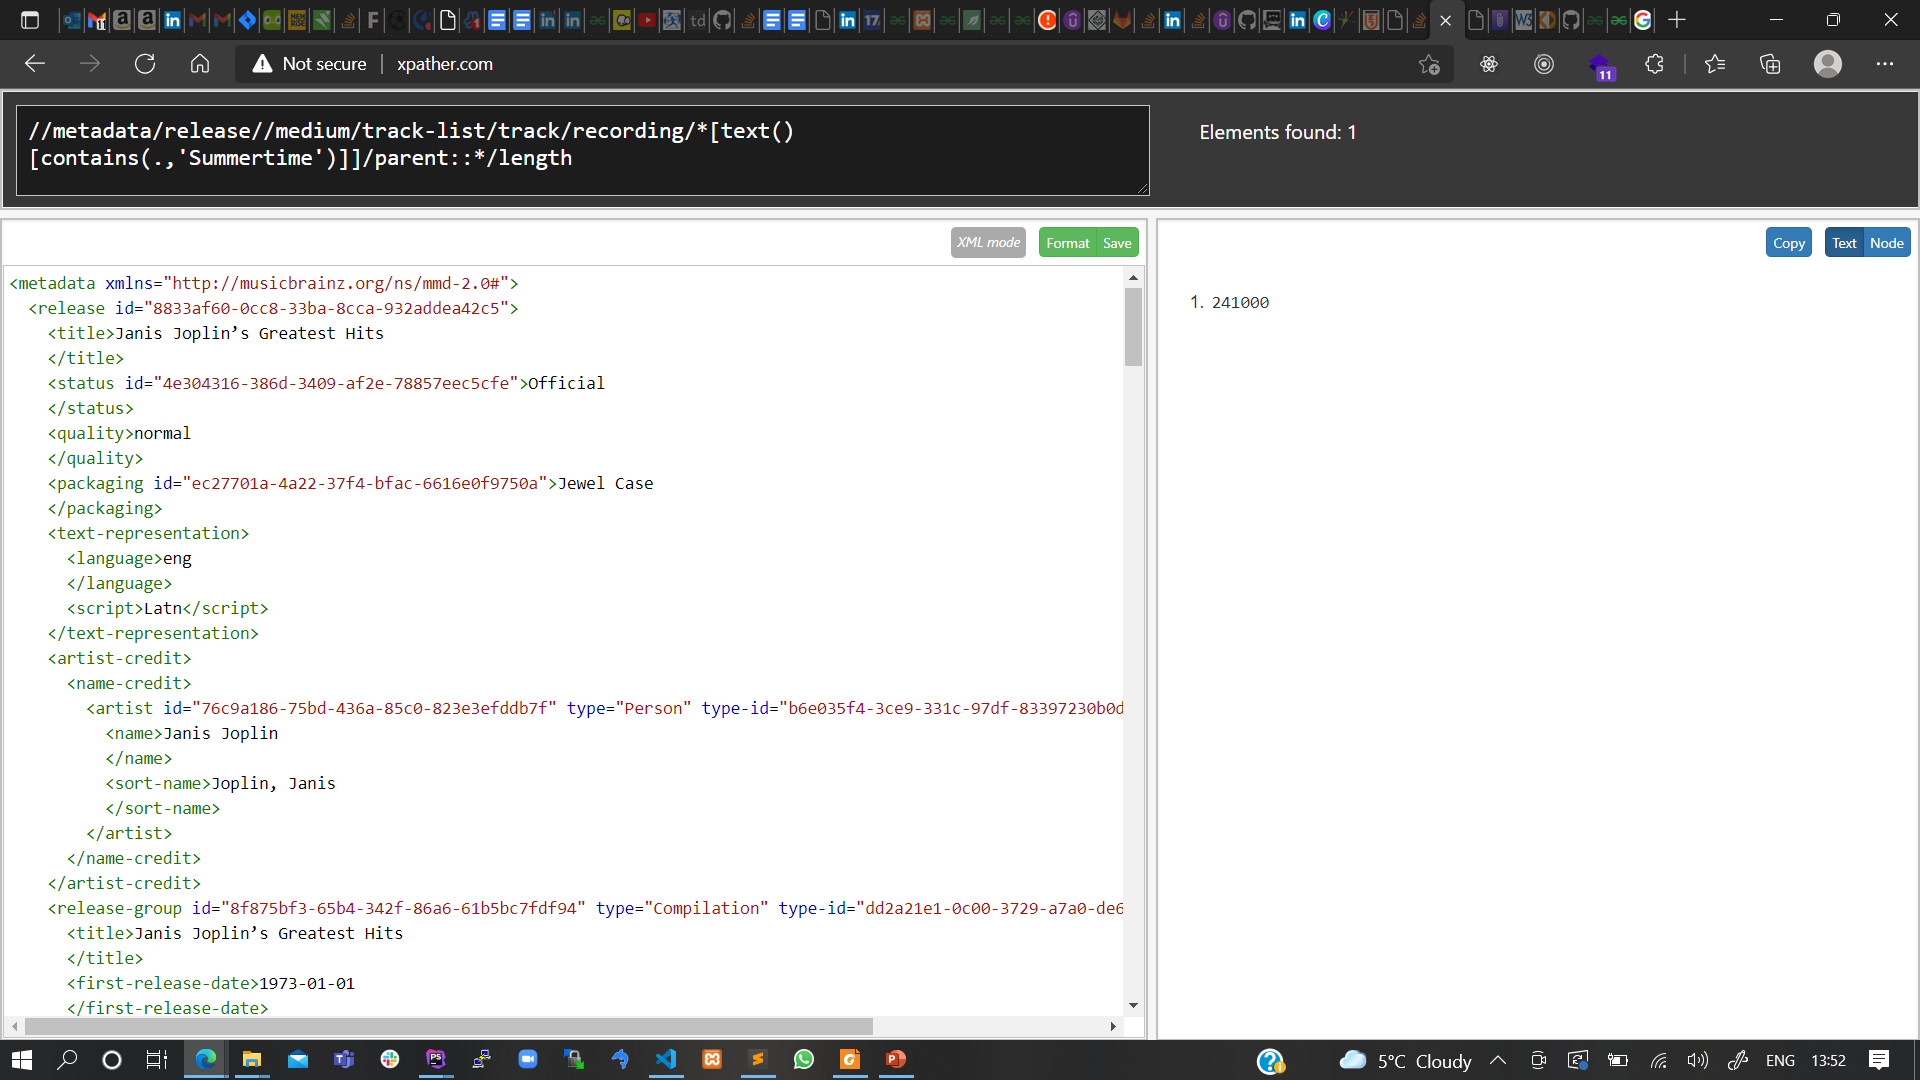 Not secure
xpather.com
11
//metadata/release//medium/track-list/track/recording/*[text()
[contains(.,'Summertime')]]/parent::*/length
Elements found: 1
XML mode
Format
Save
Copy
Text
Node
<metadata xmlns="http://musicbrainz.org/ns/mmd-2.0#">
<release id="8833af60-0cc8-33ba-8cca-932addea42c5">
<title>Janis Joplin’s Greatest Hits
</title>
<status id="4e304316-386d-3409-af2e-78857eec5cfe">Official
</status>
<quality>normal
</quality>
<packaging id="ec27701a-4a22-37f4-bfac-6616e0f9750a">Jewel Case
</packaging>
<text-representation>
<language>eng
</language>
<script>Latn</script>
</text-representation>
<artist-credit>
<name-credit>
<artist id="76c9a186-75bd-436a-85c0-823e3efddb7f" type="Person" type-id="b6e035f4-3ce9-331c-97df-83397230b0d
<name>Janis Joplin
</name>
<sort-name>Joplin, Janis
</sort-name>
</artist>
</name-credit>
</artist-credit>
<release-group id="8f875bf3-65b4-342f-86a6-61b5bc7fdf94" type="Compilation" type-id="dd2a21e1-0c00-3729-a7a0-de6
<title>Janis Joplin’s Greatest Hits
</title>
<first-release-date>1973-01-01
</first-release-date>
1. 241000
5°C Cloudy
ENG
13:52